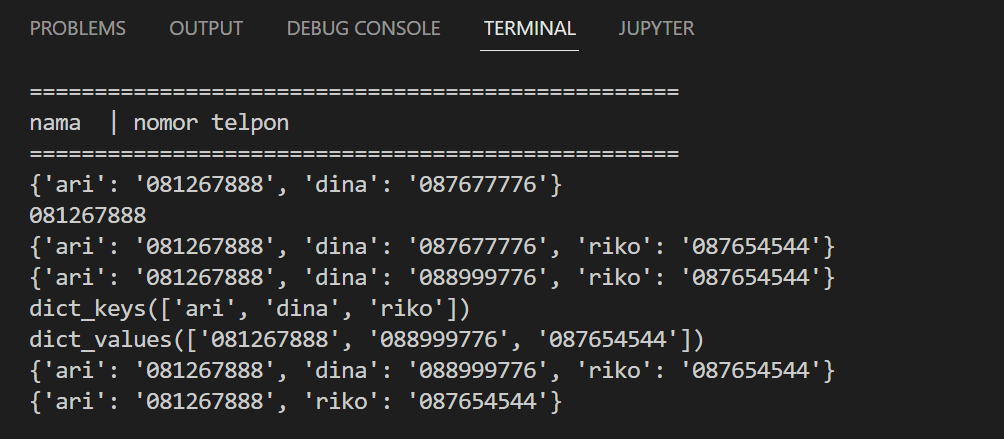 PROBLEMS OUTPUT DEBUG CONSOLE TERMINAL JUPYTER
==================================================
nama  | nomor telpon
==================================================
{'ari': '081267888', 'dina': '087677776'}
081267888
{'ari': '081267888', 'dina': '087677776', 'riko': '087654544'}
{'ari': '081267888', 'dina': '088999776', 'riko': '087654544'}
dict_keys(['ari', 'dina', 'riko'])
dict_values(['081267888', '088999776', '087654544'])
{'ari': '081267888', 'dina': '088999776', 'riko': '087654544'}
{'ari': '081267888', 'riko': '087654544'}